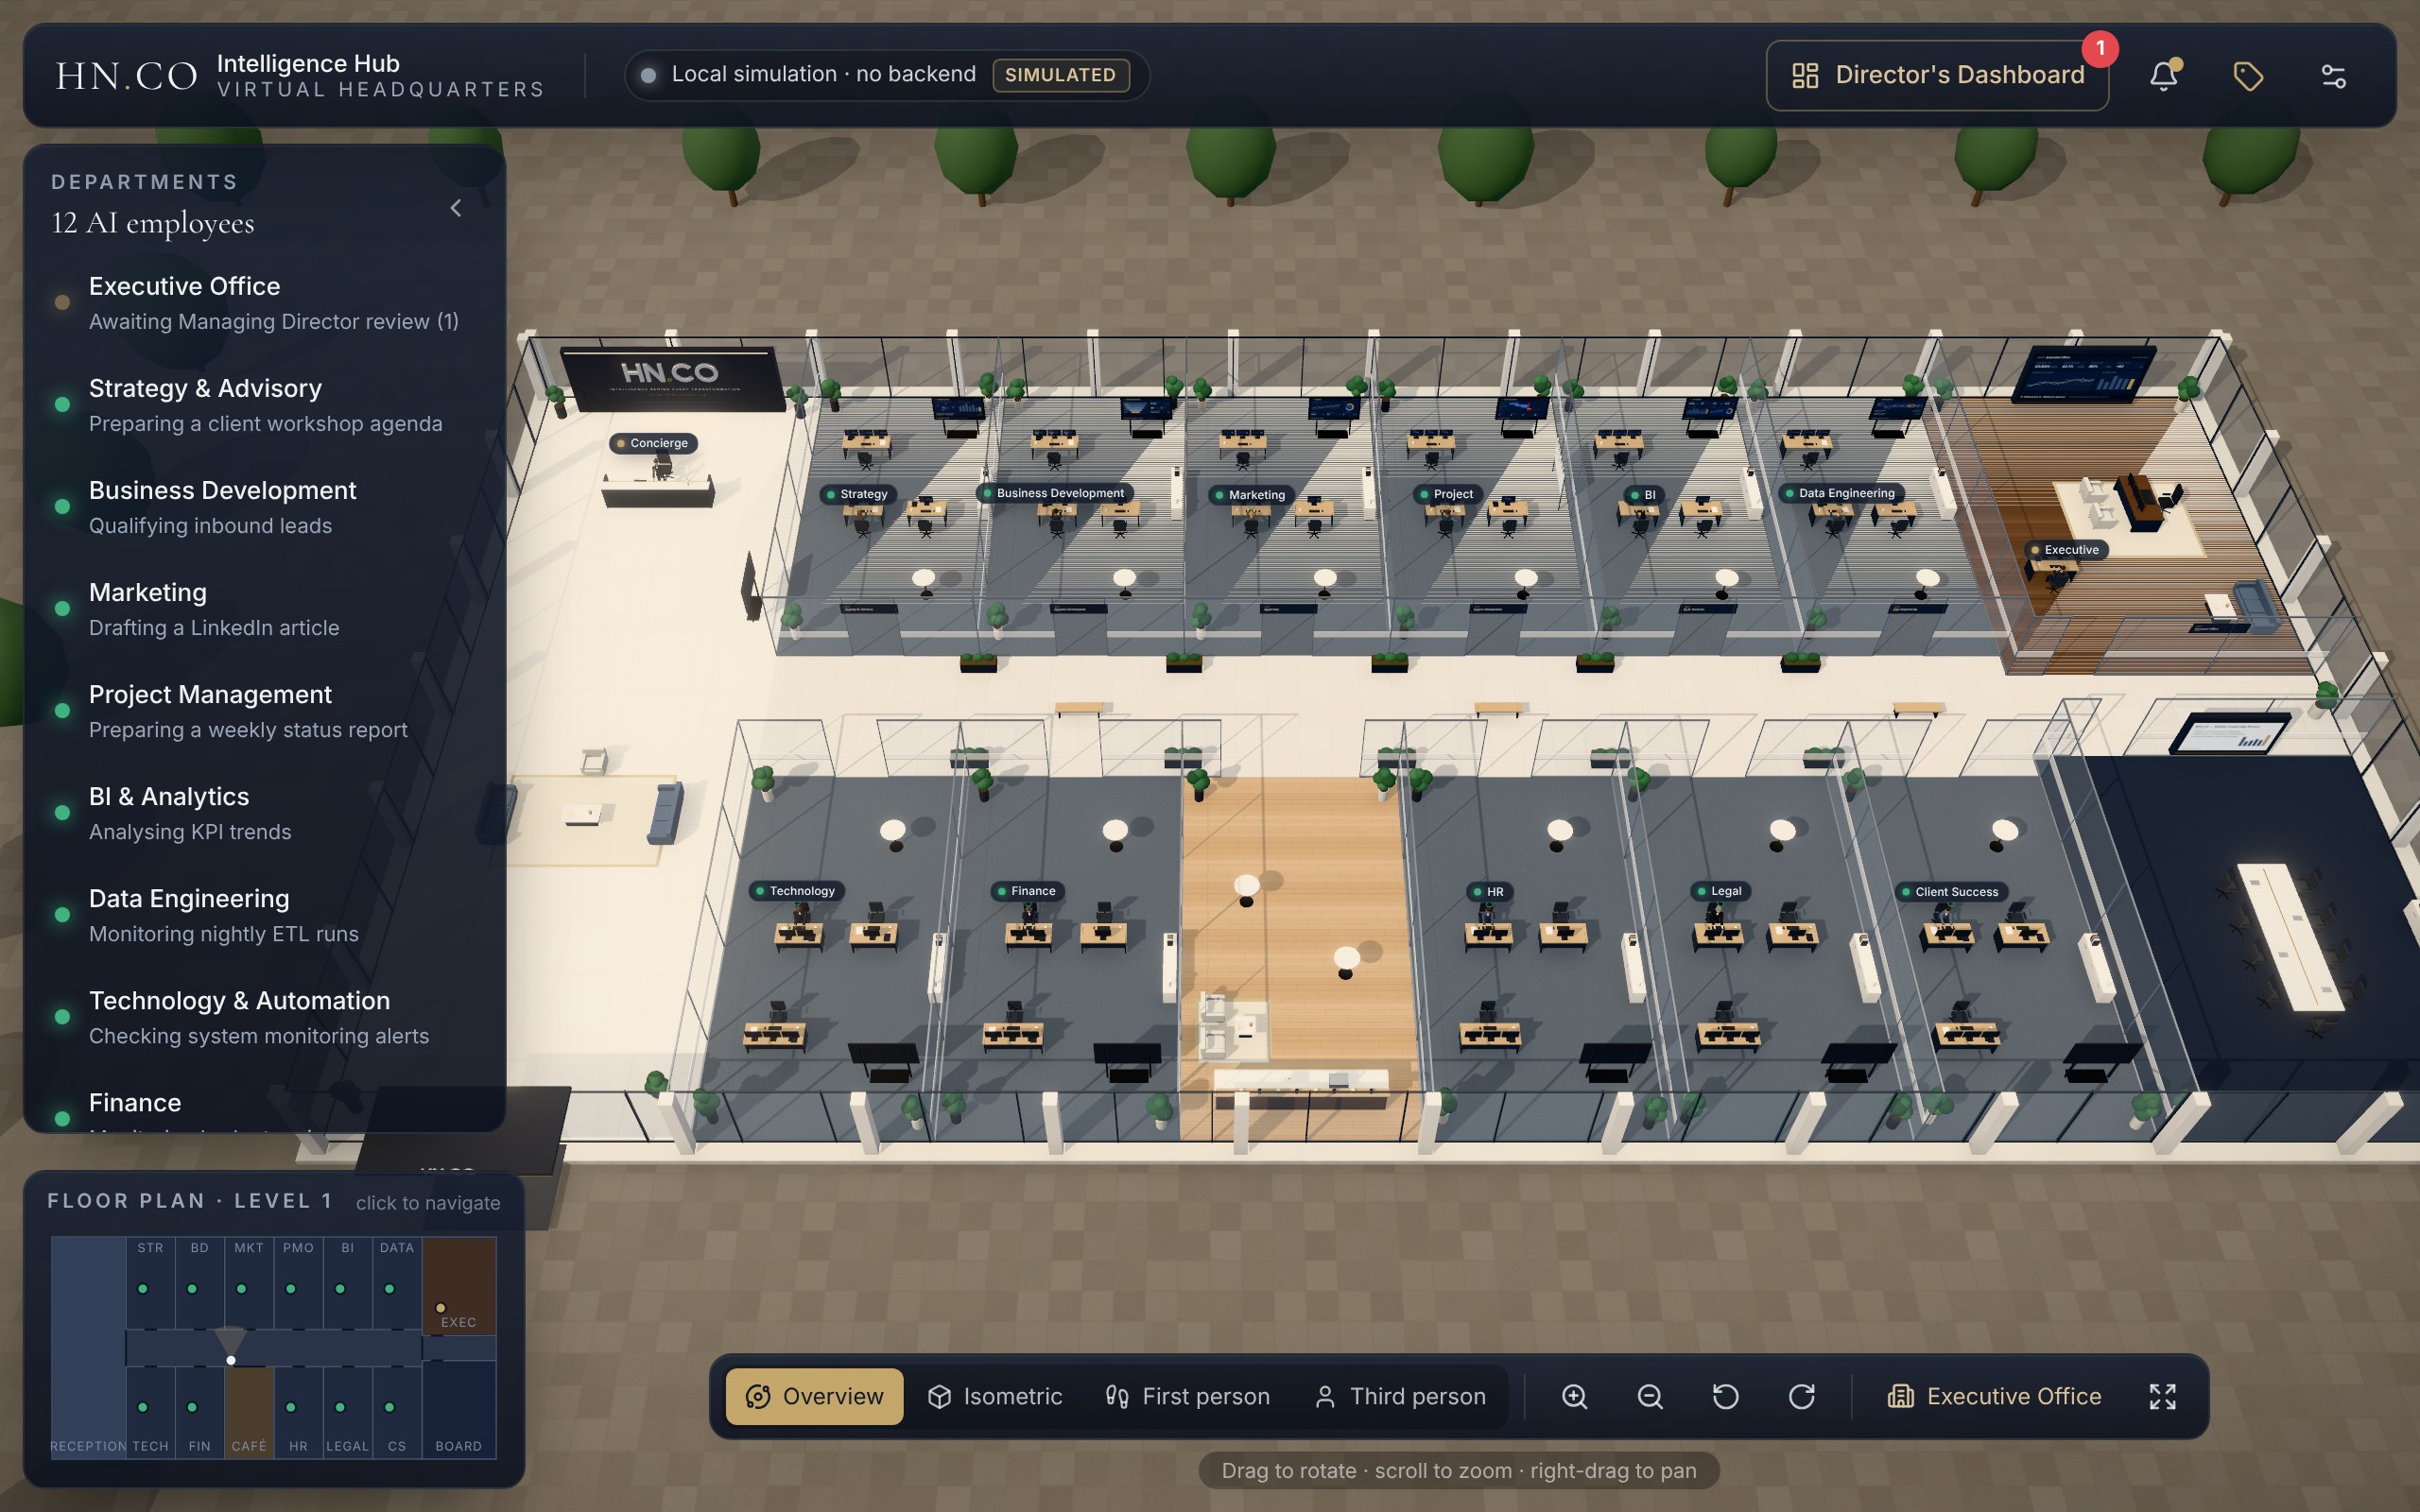 HN.CO
Intelligence Hub
VIRTUAL HEADQUARTERS
Local simulation · no backend
SIMULATED
Director's Dashboard
1
DEPARTMENTS
12 AI employees
Executive Office
Awaiting Managing Director review (1)
Strategy & Advisory
Preparing a client workshop agenda
Business Development
Qualifying inbound leads
Marketing
Drafting a LinkedIn article
Project Management
Preparing a weekly status report
BI & Analytics
Analysing KPI trends
Data Engineering
Monitoring nightly ETL runs
Technology & Automation
Checking system monitoring alerts
Finance
HN.CO
Concierge
Strategy
Business Development
Marketing
Project
BI
Data Engineering
Executive
Technology
Finance
HR
Legal
Client Success
FLOOR PLAN · LEVEL 1
click to navigate
STR
BD
MKT
PMO
BI
DATA
EXEC
RECEPTION
TECH
FIN
CAFÉ
HR
LEGAL
CS
BOARD
Overview
Isometric
First person
Third person
Executive Office
Drag to rotate · scroll to zoom · right-drag to pan